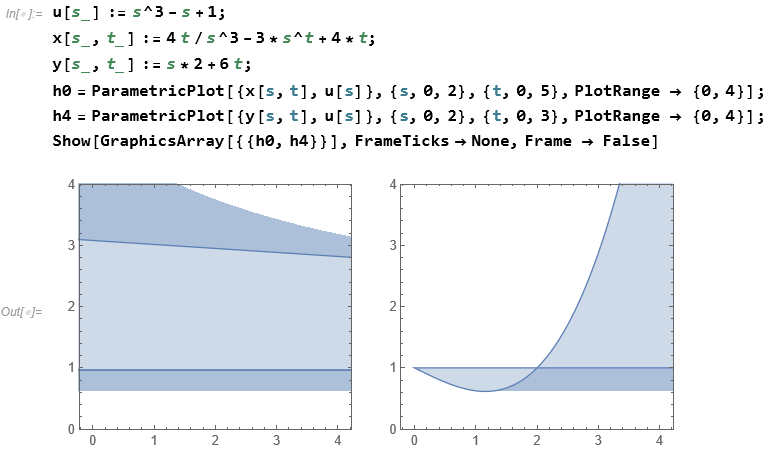 In[∘]:= u[s_] := s^3 - s + 1;
x[s_, t_] := 4 t / s^3 - 3 * s^t + 4 * t;
y[s_, t_] := s * 2 + 6 t;
h0 = ParametricPlot[{x[s, t], u[s]}, {s, 0, 2}, {t, 0, 5}, PlotRange → {0, 4}];
h4 = ParametricPlot[{y[s, t], u[s]}, {s, 0, 2}, {t, 0, 3}, PlotRange → {0, 4}];
Show[GraphicsArray[{{h0, h4}}], FrameTicks → None, Frame → False]
4 4
3 3
Out[∘]= 2 2
1 1
0 0
0 1 2 3 4 0 1 2 3 4